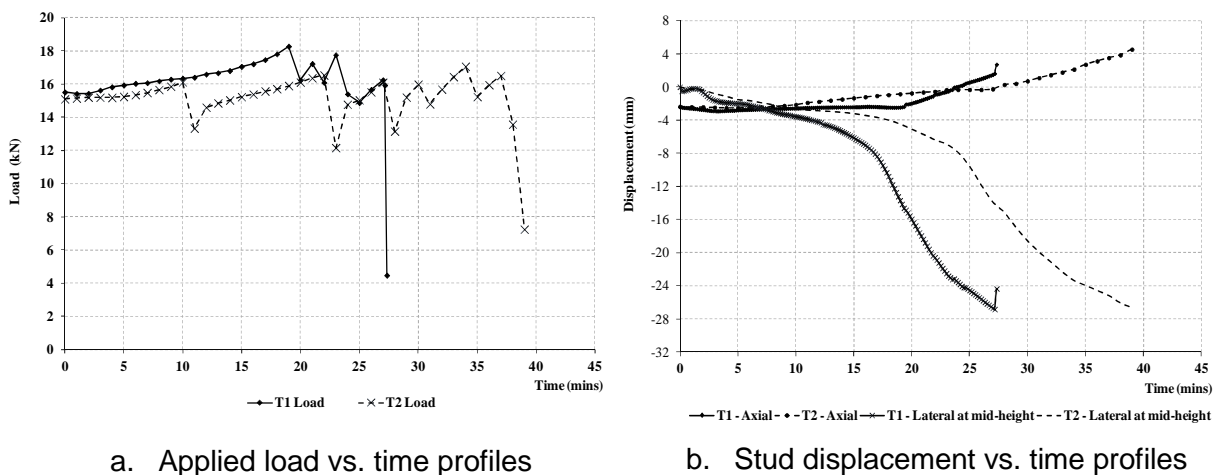 20
18
16
14
12
10
8
6
4
2
0
Load (kN)
0 5 10 15 20 25 30 35 40 45
Time (mins)
T1 Load T2 Load
a. Applied load vs. time profiles
8
4
0
-4
-8
-12
-16
-20
-24
-28
-32
Displacement (mm)
0 5 10 15 20 25 30 35 40 45
Time (mins)
T1 - Axial T2 - Axial T1 - Lateral at mid-height T2 - Lateral at mid-height
b. Stud displacement vs. time profiles